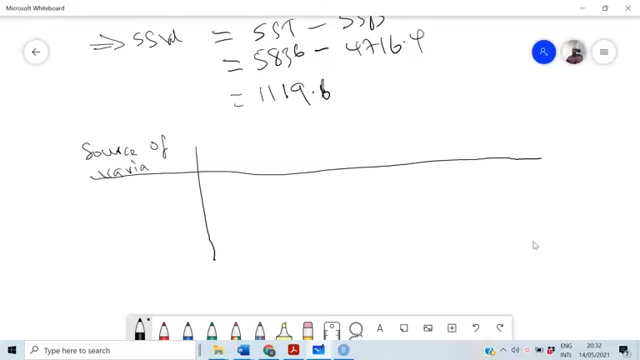 Microsoft Whiteboard
⇒ SSW = SST - SSB
= 5836 - 4716.4
= 1119.6
Source of
varia
Type here to search
ENG
INTL
20:32
14/05/2021